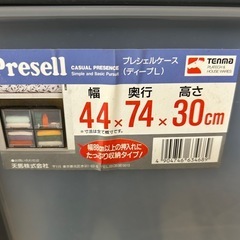 Presell
CASUAL PRESENCE
Simple and Basic Pursuit
プレシェルケース
(ディープL)
TENMA
幅 奥行 高さ
44×74×30cm
幅80cm以上の押入れに
たっぷり収納タイプ!
天馬株式会社